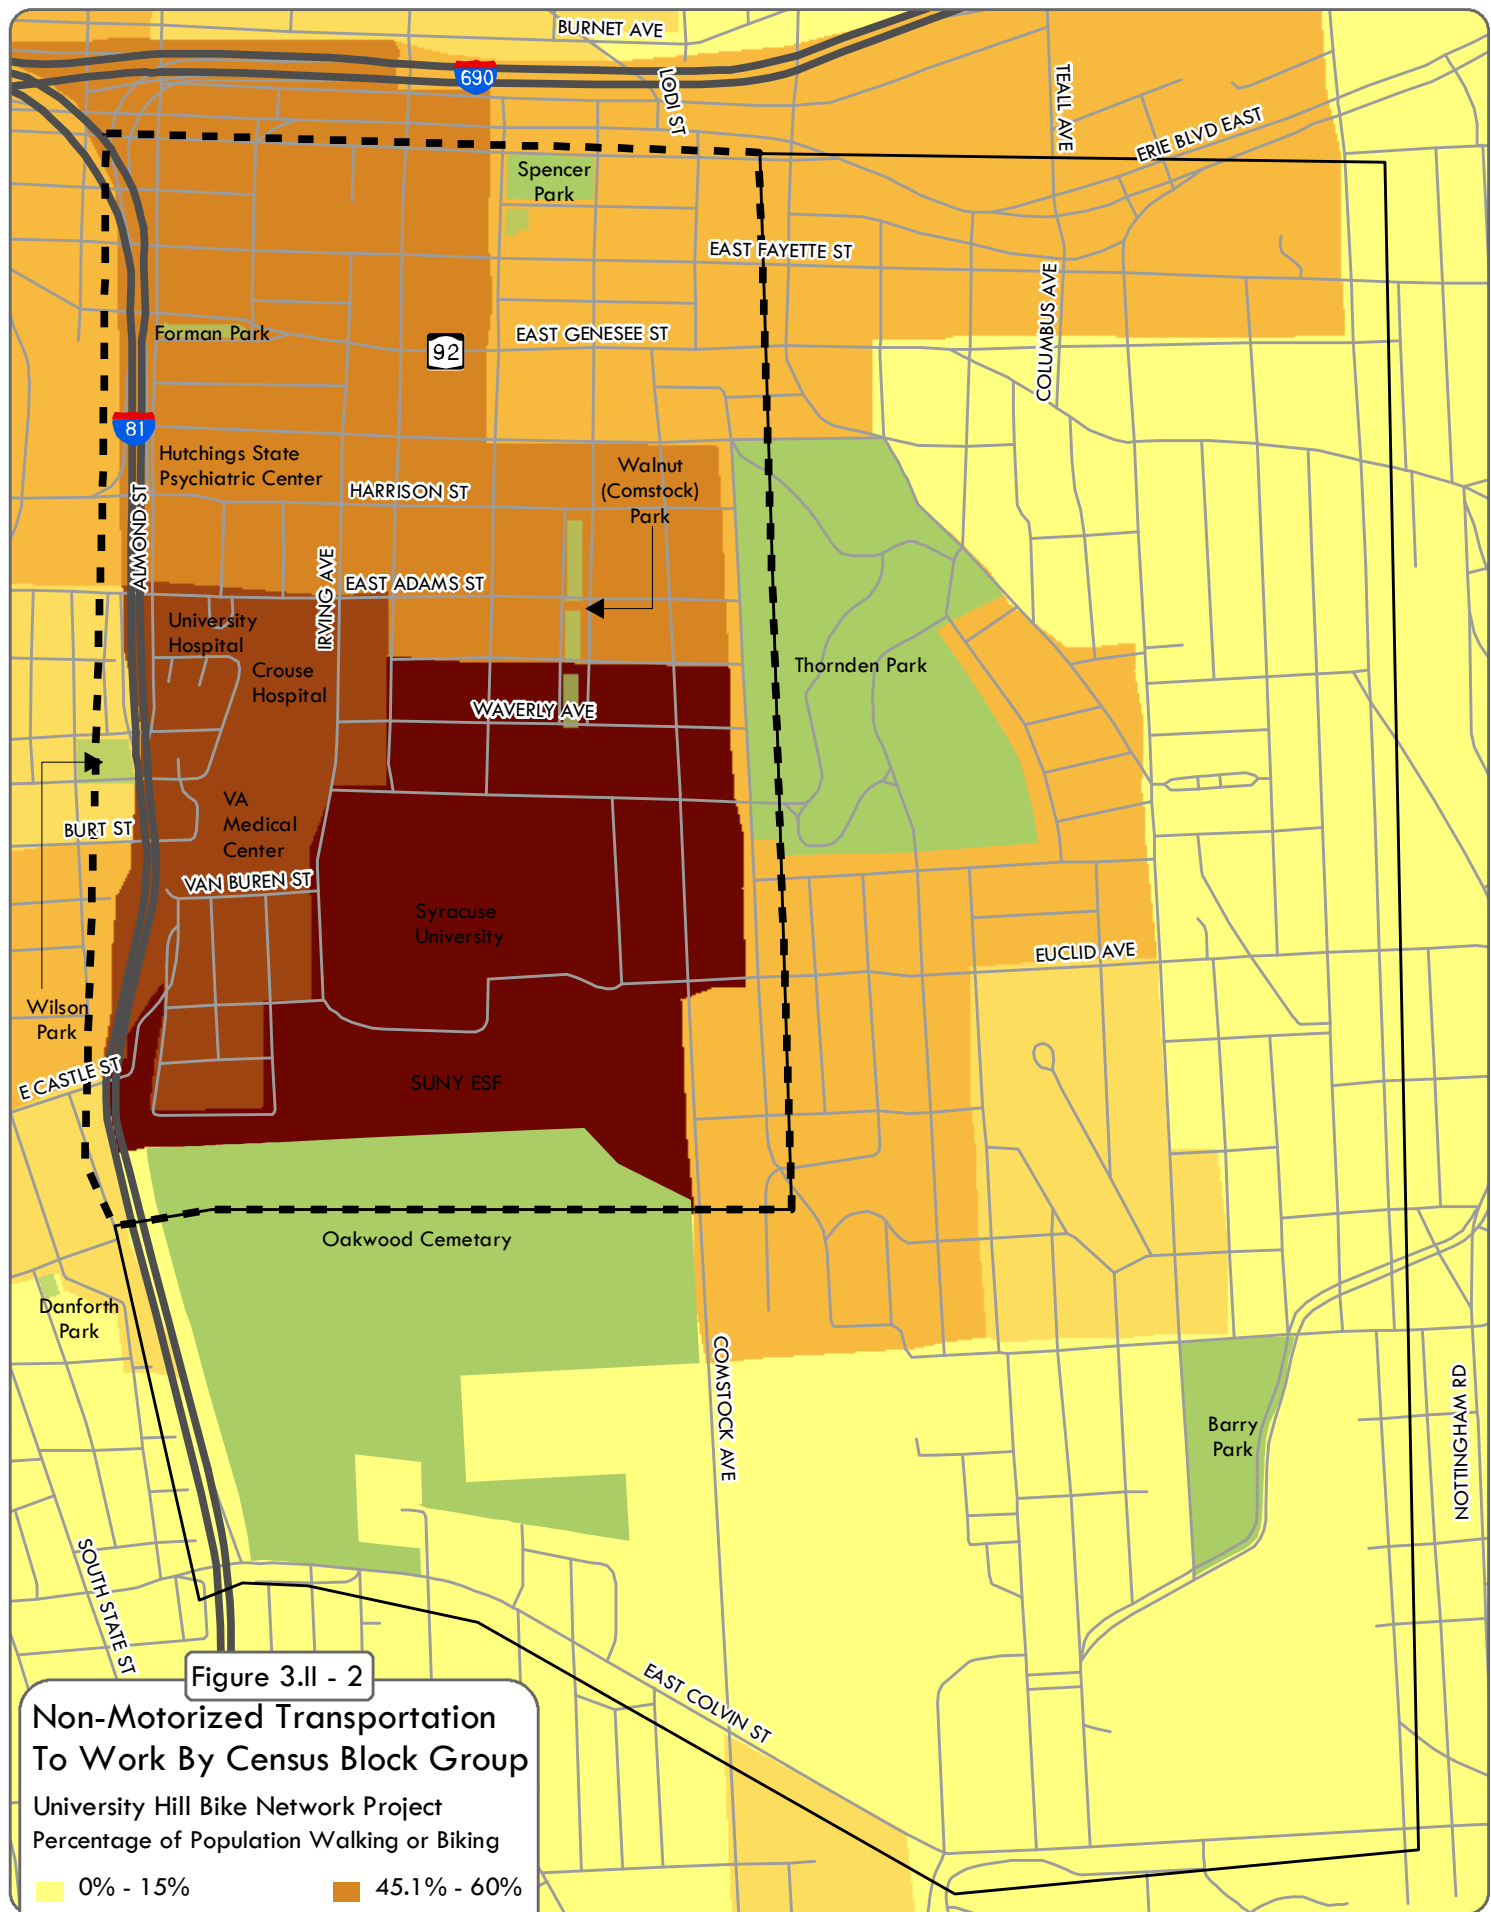 BURNET AVE
690
LODI ST
TEALL AVE
ERIE BLVD EAST
Spencer
Park
EAST FAYETTE ST
COLUMBUS AVE
Forman Park
92
EAST GENESEE ST
81
Hutchings State
Psychiatric Center
ALMOND ST
HARRISON ST
Walnut
(Comstock)
Park
IRVING AVE
EAST ADAMS ST
University
Hospital
Crouse
Hospital
Thornden Park
WAVERLY AVE
VA
Medical
Center
BURT ST
VAN BUREN ST
Syracuse
University
EUCLID AVE
Wilson
Park
E CASTLE ST
SUNY ESF
Oakwood Cemetary
Danforth
Park
COMSTOCK AVE
Barry
Park
NOTTINGHAM RD
SOUTH STATE ST
EAST COLVIN ST
Figure 3.II - 2
Non-Motorized Transportation
To Work By Census Block Group
University Hill Bike Network Project
Percentage of Population Walking or Biking
0% - 15%
45.1% - 60%